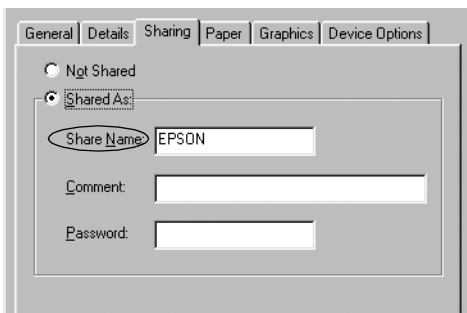 General Details Sharing Paper Graphics Device Options
Not Shared
Shared As:
Share Name: EPSON
Comment:
Password: